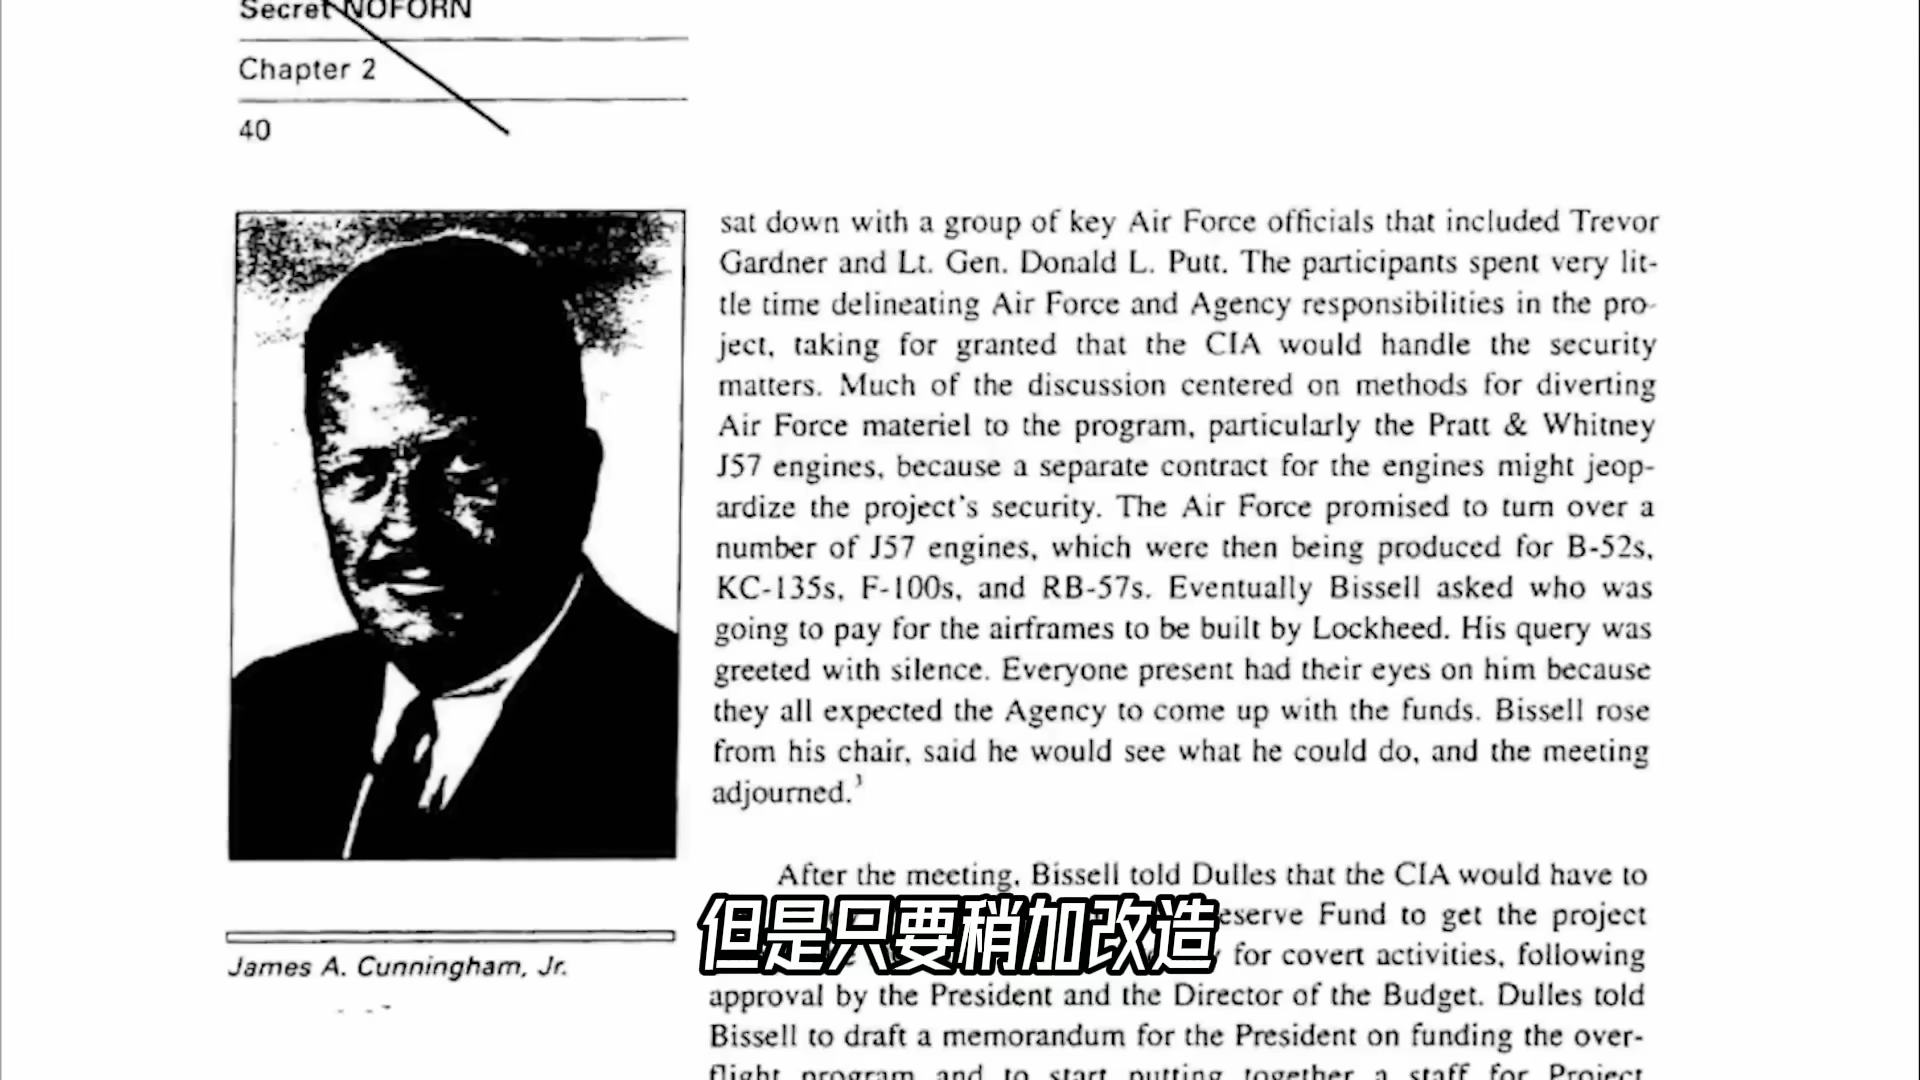 Secret NOFORN
Chapter 2
40
sat down with a group of key Air Force officials that included Trevor
Gardner and Lt. Gen. Donald L. Putt. The participants spent very lit-
tle time delineating Air Force and Agency responsibilities in the pro-
ject, taking for granted that the CIA would handle the security
matters. Much of the discussion centered on methods for diverting
Air Force materiel to the program, particularly the Pratt & Whitney
J57 engines, because a separate contract for the engines might jeop-
ardize the project's security. The Air Force promised to turn over a
number of J57 engines, which were then being produced for B-52s,
KC-135s, F-100s, and RB-57s. Eventually Bissell asked who was
going to pay for the airframes to be built by Lockheed. His query was
greeted with silence. Everyone present had their eyes on him because
they all expected the Agency to come up with the funds. Bissell rose
from his chair, said he would see what he could do, and the meeting
adjourned.³
After the meeting, Bissell told Dulles that the CIA would have to
eserve Fund to get the project
for covert activities, following
approval by the President and the Director of the Budget. Dulles told
Bissell to draft a memorandum for the President on funding the over-
flight program and to start putting together a staff for Project
James A. Cunningham, Jr.
但是只要稍加改造